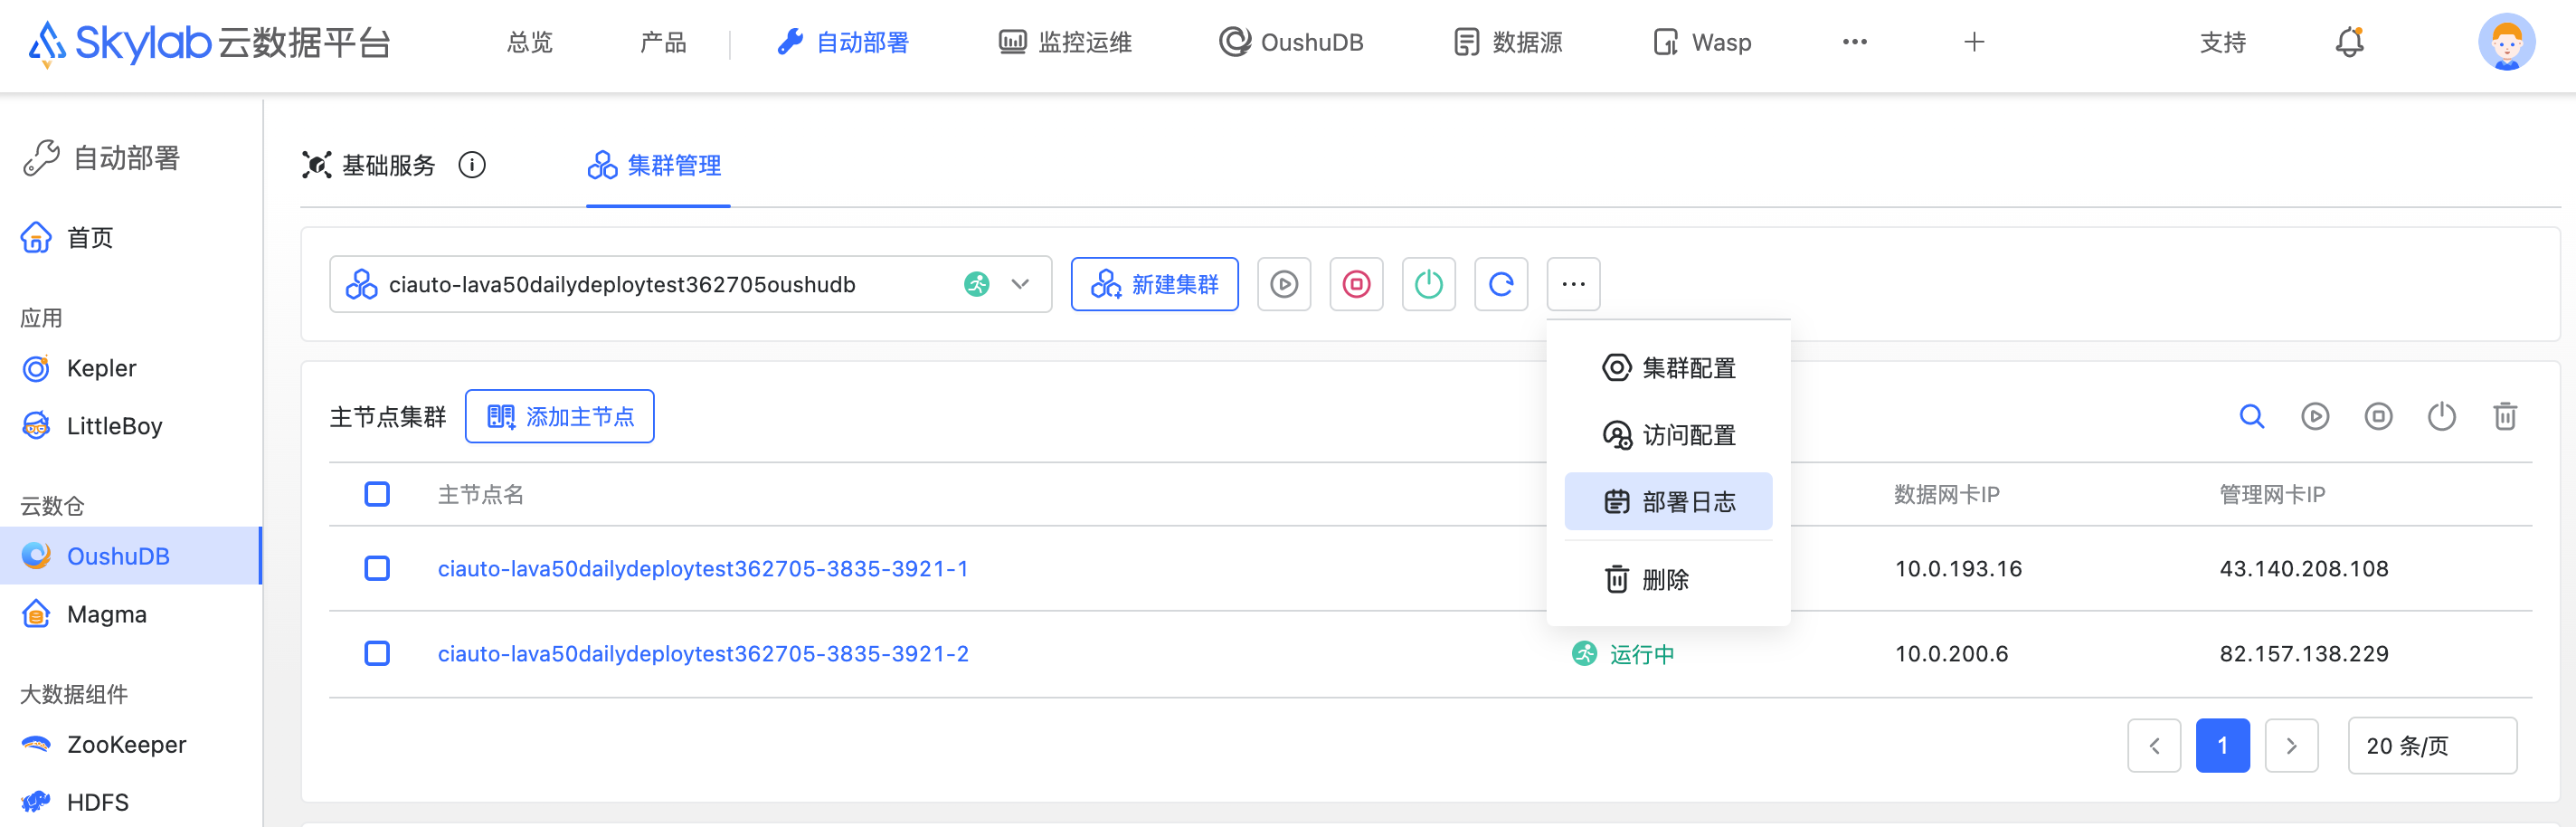 Skylab 云数据平台 总览 产品 自动部署 监控运维 OushuDB 数据源 Wasp ••• + 支持
自动部署
首页
应用
Kepler
LittleBoy
云数仓
OushuDB
Magma
大数据组件
ZooKeeper
HDFS
基础服务 集群管理
ciauto-lava50dailydeploytest362705oushudb 新建集群 ...
集群配置
访问配置
部署日志
删除
主节点集群 添加主节点
主节点名 数据网卡IP 管理网卡IP
ciauto-lava50dailydeploytest362705-3835-3921-1 10.0.193.16 43.140.208.108
ciauto-lava50dailydeploytest362705-3835-3921-2 运行中 10.0.200.6 82.157.138.229
< 1 > 20 条/页